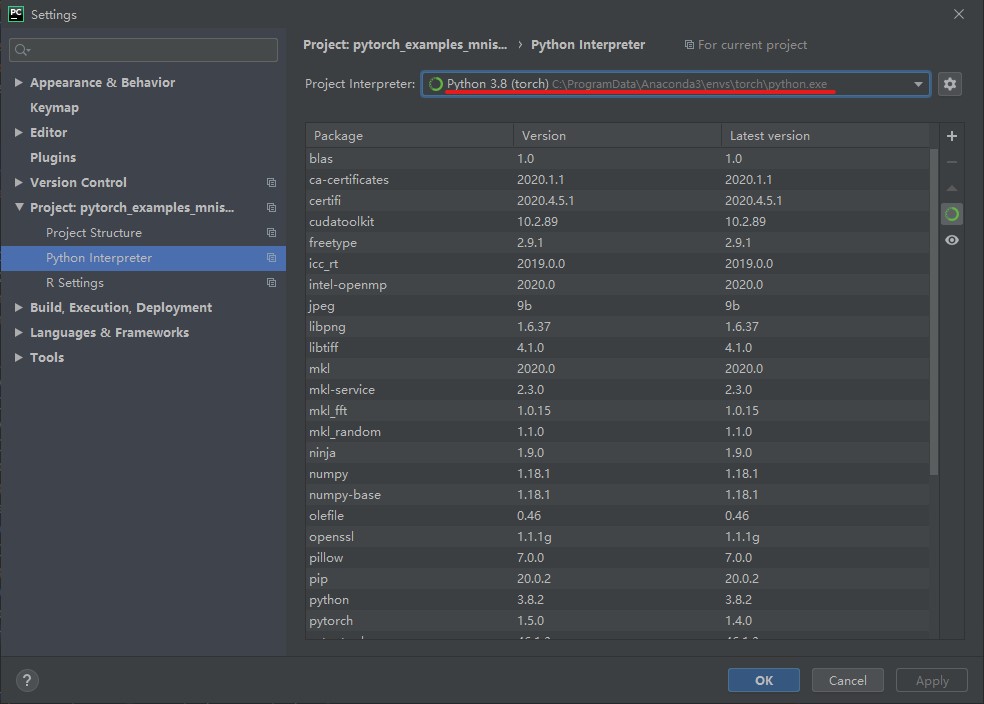 PC Settings
Project: pytorch_examples_mnis... › Python Interpreter For current project
Project Interpreter: Python 3.8 (torch) C:\ProgramData\Anaconda3\envs\torch\python.exe
Appearance & Behavior
Keymap
Editor
Plugins
Version Control
Project: pytorch_examples_mnis...
Project Structure
Python Interpreter
R Settings
Build, Execution, Deployment
Languages & Frameworks
Tools
Package Version Latest version
blas 1.0 1.0
ca-certificates 2020.1.1 2020.1.1
certifi 2020.4.5.1 2020.4.5.1
cudatoolkit 10.2.89 10.2.89
freetype 2.9.1 2.9.1
icc_rt 2019.0.0 2019.0.0
intel-openmp 2020.0 2020.0
jpeg 9b 9b
libpng 1.6.37 1.6.37
libtiff 4.1.0 4.1.0
mkl 2020.0 2020.0
mkl-service 2.3.0 2.3.0
mkl_fft 1.0.15 1.0.15
mkl_random 1.1.0 1.1.0
ninja 1.9.0 1.9.0
numpy 1.18.1 1.18.1
numpy-base 1.18.1 1.18.1
olefile 0.46 0.46
openssl 1.1.1g 1.1.1g
pillow 7.0.0 7.0.0
pip 20.0.2 20.0.2
python 3.8.2 3.8.2
pytorch 1.5.0 1.4.0
? OK Cancel Apply